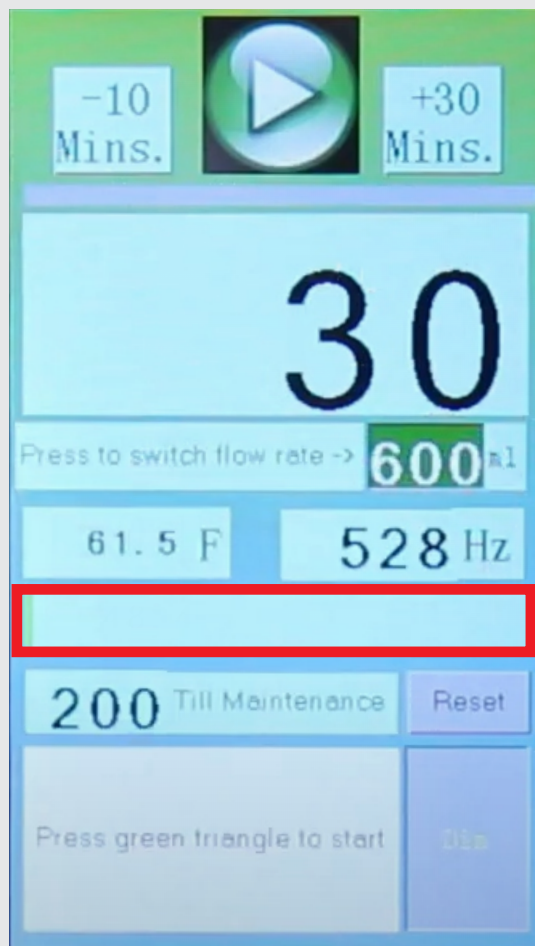 -10
Mins.
+30
Mins.
30
Press to switch flow rate -> 600 ml
61.5 F
528 Hz
200 Till Maintenance
Reset
Press green triangle to start
Dim